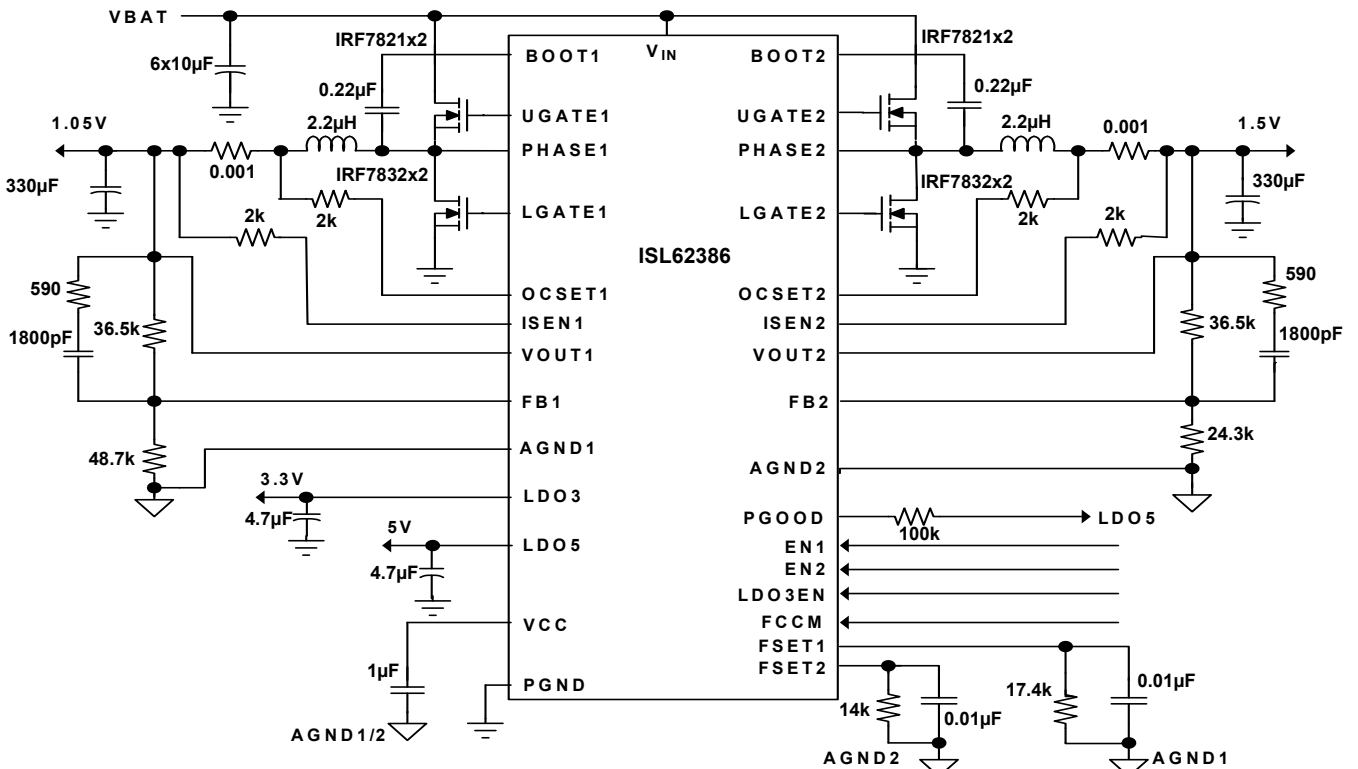 VBAT
6x10µF
IRF7821x2
BOOT1
VIN
BOOT2
IRF7821x2
0.22µF
UGATE1
UGATE2
0.22µF
1.05V
2.2µH
PHASE1
PHASE2
2.2µH
0.001
1.5V
0.001
330µF
IRF7832x2
2k
2k
LGATE1
LGATE2
IRF7832x2
2k
2k
330µF
ISL62386
590
1800pF
36.5k
OCSET1
ISEN1
VOUT1
FB1
OCSET2
ISEN2
VOUT2
FB2
36.5k
590
1800pF
48.7k
AGND1
AGND2
24.3k
3.3V
4.7µF
LDO3
PGOOD
100k
LDO5
5V
4.7µF
LDO5
EN1
EN2
LDO3EN
FCCM
VCC
FSET1
FSET2
1µF
PGND
AGND1/2
14k
0.01µF
17.4k
0.01µF
AGND2
AGND1